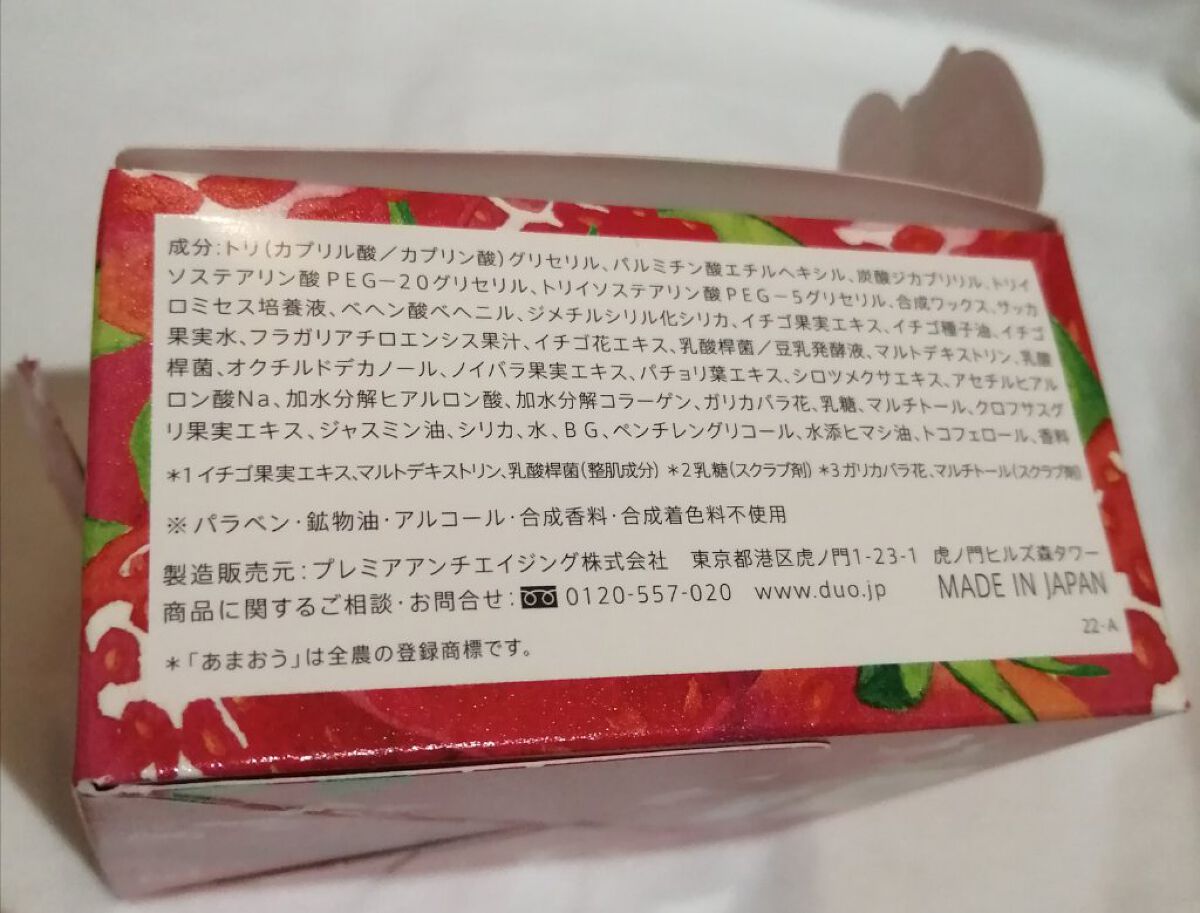 成分:トリ(カプリル酸/カプリン酸)グリセリル、パルミチン酸エチルヘキシル、炭酸ジカプリリル、トリイ
ソステアリン酸PEG-20グリセリル、トリイソステアリン酸PEG-5グリセリル、合成ワックス、サッカ
ロミセス培養液、ベヘン酸ベヘニル、ジメチルシリル化シリカ、イチゴ果実エキス、イチゴ種子油、イチゴ
果実水、フラガリアチロエンシス果汁、イチゴ花エキス、乳酸桿菌/豆乳発酵液、マルトデキストリン、乳酸
桿菌、オクチルドデカノール、ノイバラ果実エキス、パチョリ葉エキス、シロツメクサエキス、アセチルヒアル
ロン酸Na、加水分解ヒアルロン酸、加水分解コラーゲン、ガリカバラ花、乳糖、マルチトール、クロフサスグ
リ果実エキス、ジャスミン油、シリカ、水、BG、ペンチレングリコール、水添ヒマシ油、トコフェロール、香料
*1イチゴ果実エキス、マルトデキストリン、乳酸桿菌(整肌成分) *2乳糖(スクラブ剤) *3ガリカバラ花、マルチトール(スクラブ剤)
※パラベン・鉱物油・アルコール・合成香料・合成着色料不使用
製造販売元:プレミアアンチエイジング株式会社 東京都港区虎ノ門1-23-1 虎ノ門ヒルズ森タワー
商品に関するご相談・お問合せ:0120-557-020 www.duo.jp MADE IN JAPAN
22-A
*「あまおう」は全農の登録商標です。